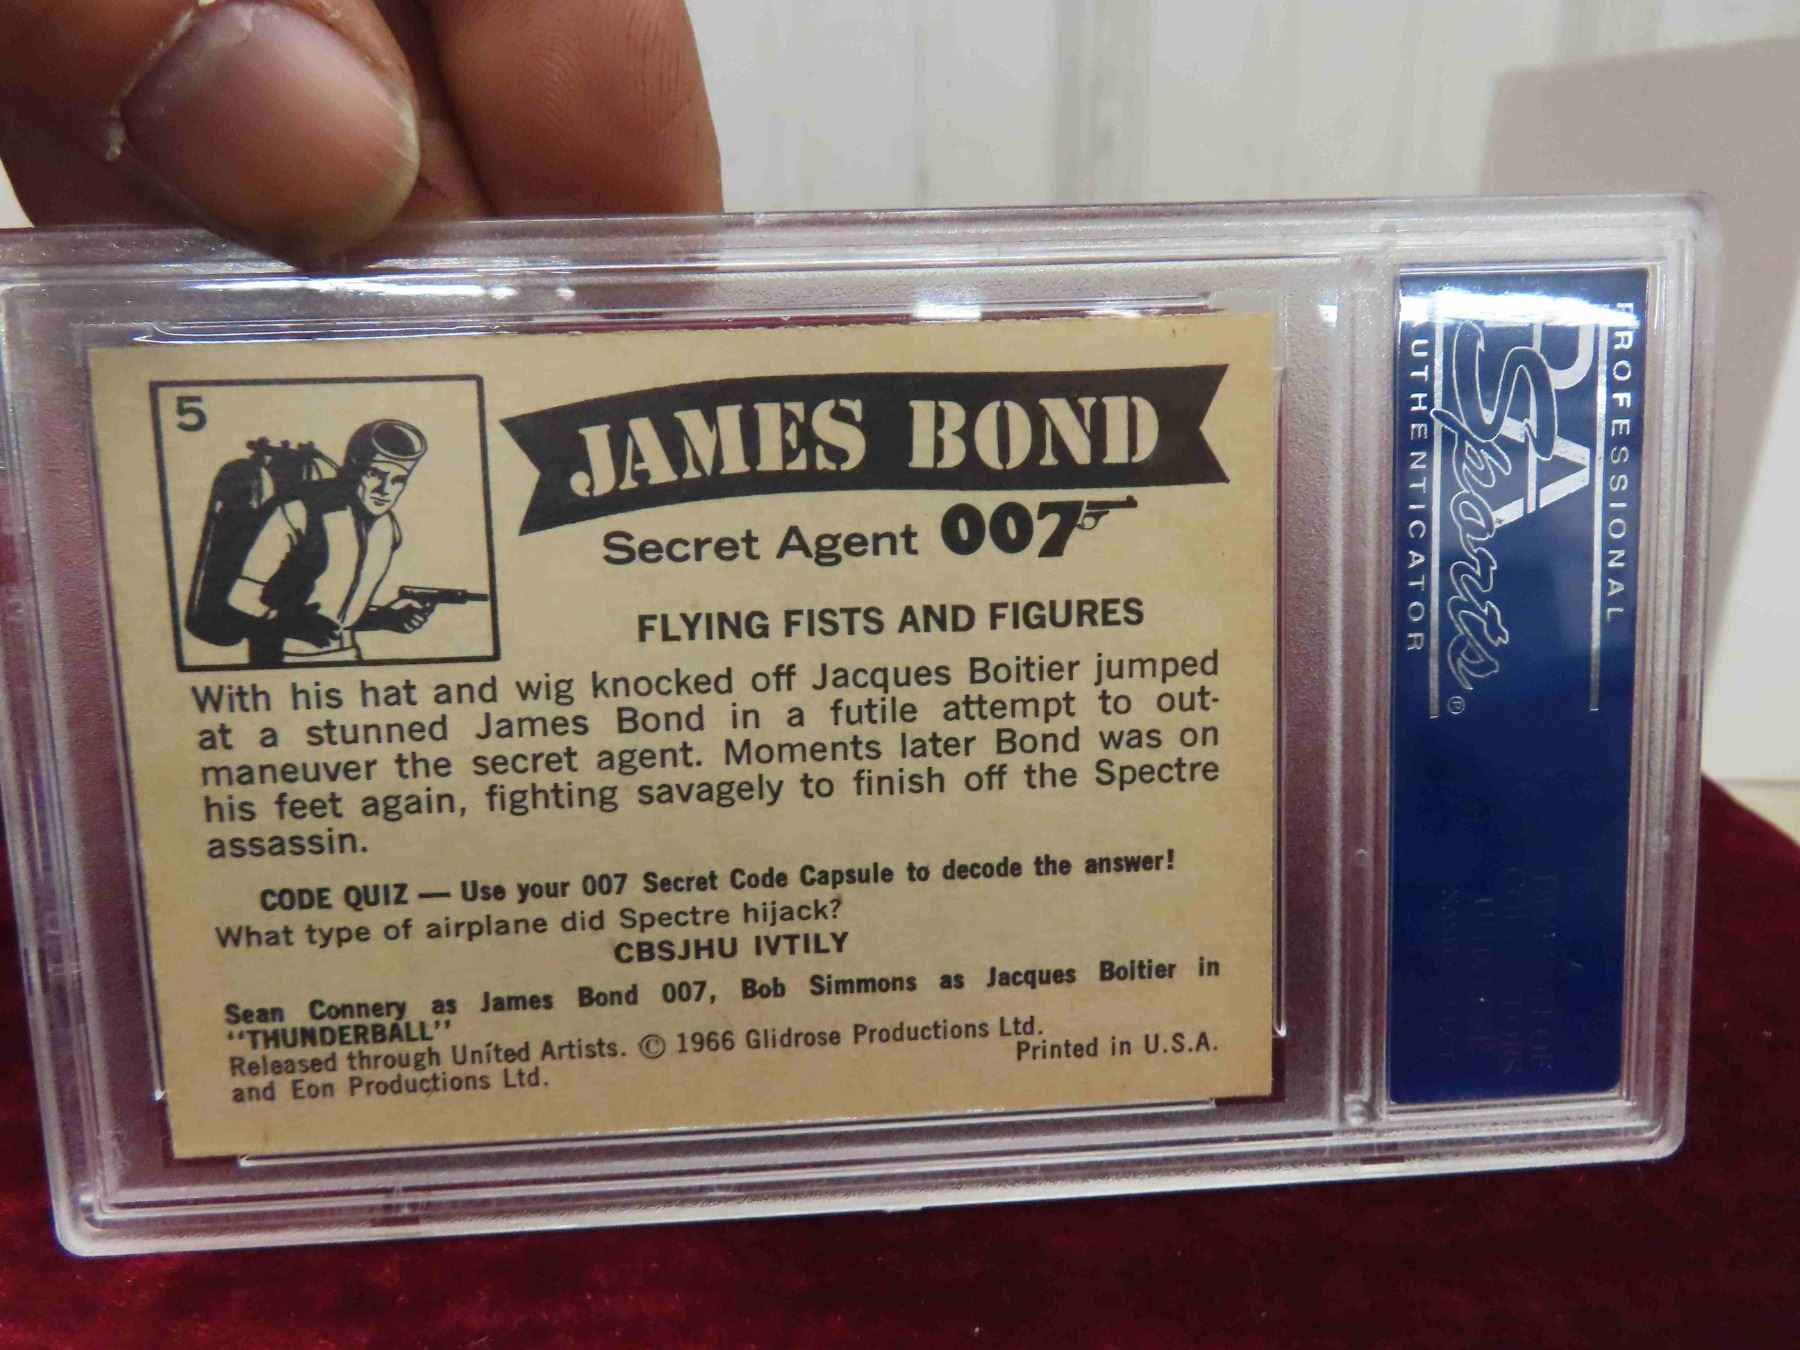 5
JAMES BOND
Secret Agent 007
FLYING FISTS AND FIGURES
With his hat and wig knocked off Jacques Boitier jumped
at a stunned James Bond in a futile attempt to out-
maneuver the secret agent. Moments later Bond was on
his feet again, fighting savagely to finish off the Spectre
assassin.
CODE QUIZ — Use your 007 Secret Code Capsule to decode the answer!
What type of airplane did Spectre hijack?
CBSJHU IVTILY
Sean Connery as James Bond 007, Bob Simmons as Jacques Boitier in
“THUNDERBALL”
Released through United Artists. © 1966 Glidrose Productions Ltd.
and Eon Productions Ltd. Printed in U.S.A.
PROFESSIONAL
PSA
Sports®
AUTHENTICATOR